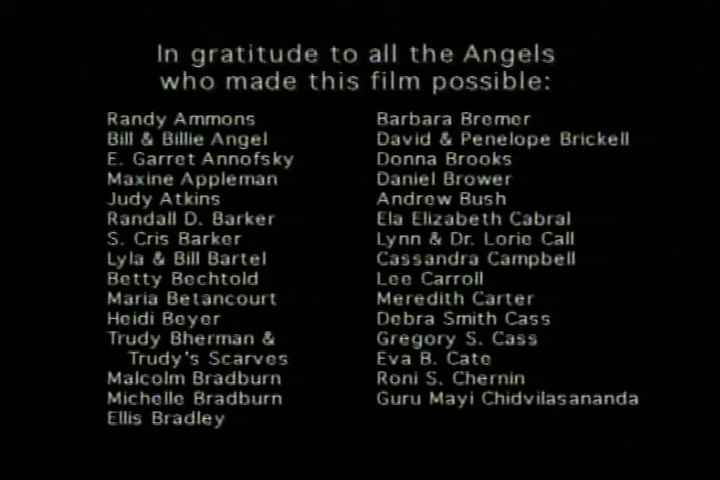 In gratitude to all the Angels
who made this film possible:
Randy Ammons
Bill & Billie Angel
E. Garret Annofsky
Maxine Appleman
Judy Atkins
Randall D. Barker
S. Cris Barker
Lyla & Bill Bartel
Betty Bechtold
Maria Betancourt
Heidi Beyer
Trudy Bherman &
Trudy's Scarves
Malcolm Bradburn
Michelle Bradburn
Ellis Bradley
Barbara Bremer
David & Penelope Brickell
Donna Brooks
Daniel Brower
Andrew Bush
Ela Elizabeth Cabral
Lynn & Dr. Lorie Call
Cassandra Campbell
Lee Carroll
Meredith Carter
Debra Smith Cass
Gregory S. Cass
Eva B. Cate
Roni S. Chernin
Guru Mayi Chidvilasananda